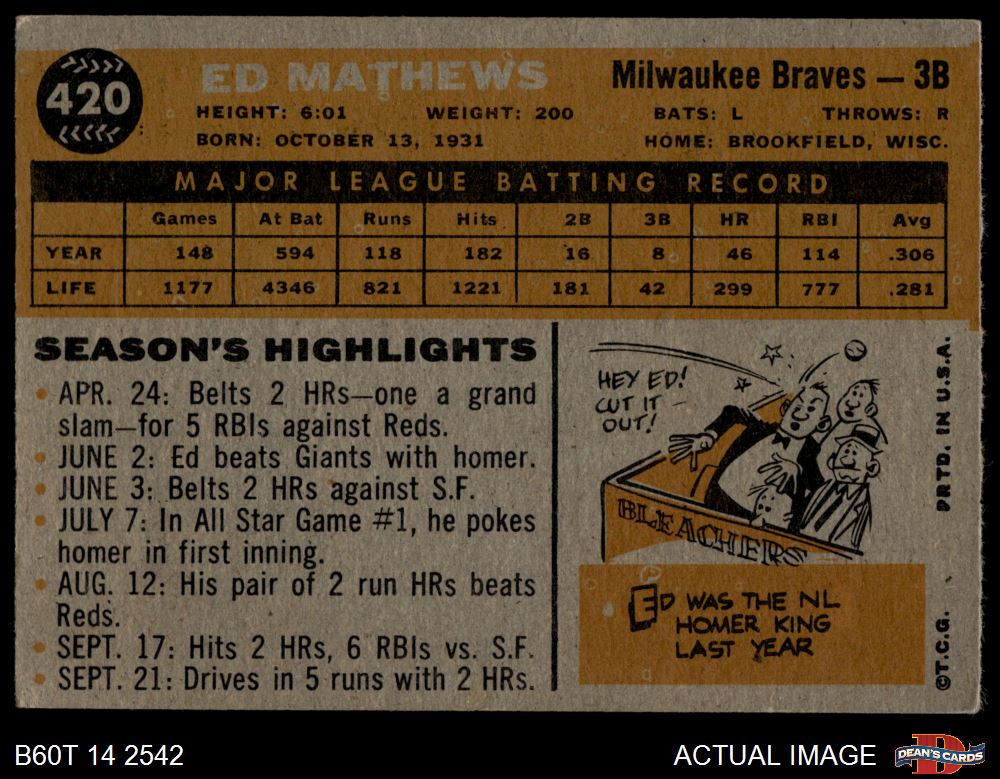 420
ED MATHEWS
Milwaukee Braves — 3B
HEIGHT: 6:01 WEIGHT: 200 BATS: L THROWS: R
BORN: OCTOBER 13, 1931 HOME: BROOKFIELD, WISC.
MAJOR LEAGUE BATTING RECORD
Games At Bat Runs Hits 2B 3B HR RBI Avg
YEAR 148 594 118 182 16 8 46 114 .306
LIFE 1177 4346 821 1221 181 42 299 777 .281
SEASON'S HIGHLIGHTS
• APR. 24: Belts 2 HRs—one a grand
slam—for 5 RBIs against Reds.
• JUNE 2: Ed beats Giants with homer.
• JUNE 3: Belts 2 HRs against S.F.
• JULY 7: In All Star Game #1, he pokes
homer in first inning.
• AUG. 12: His pair of 2 run HRs beats
Reds.
• SEPT. 17: Hits 2 HRs, 6 RBIs vs. S.F.
• SEPT. 21: Drives in 5 runs with 2 HRs.
HEY ED!
CUT IT
OUT!
BLEACHERS
ED WAS THE NL
HOMER KING
LAST YEAR
©T.C.G. PRTD. IN U.S.A.
B60T 14 2542
ACTUAL IMAGE
DEAN'S CARDS